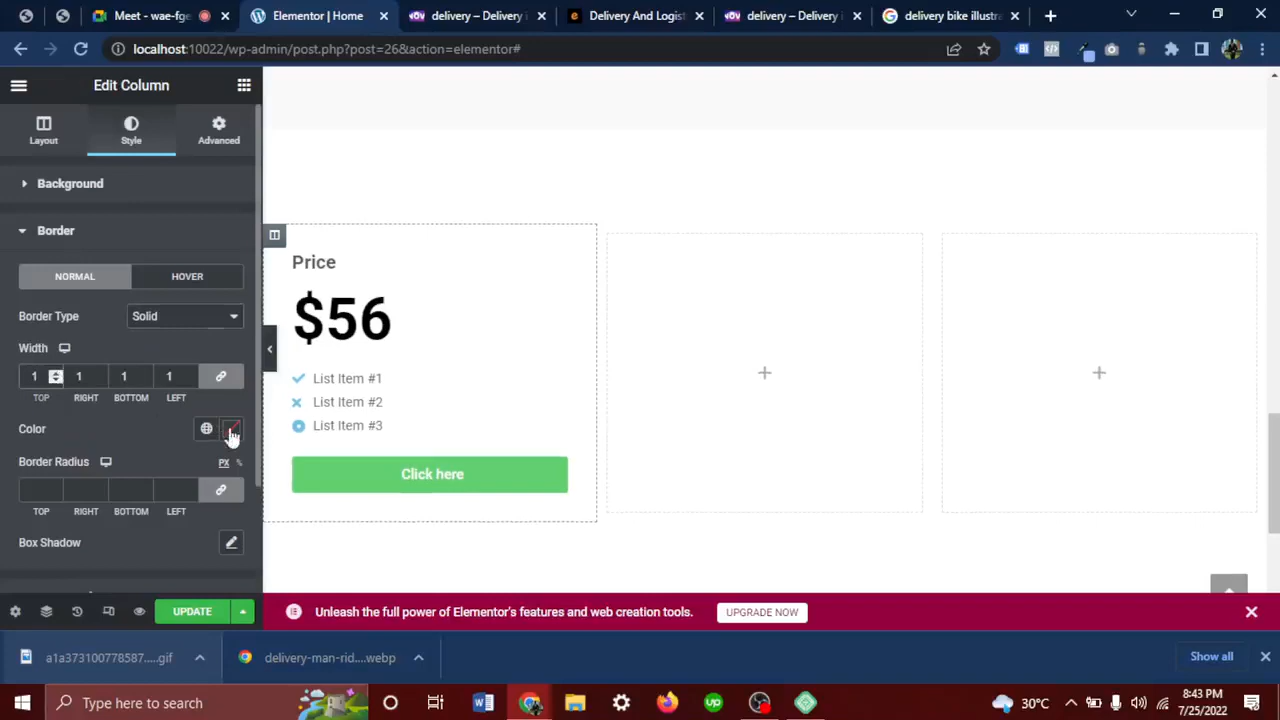 Meet - wae-fge
Elementor | Home
delivery – Delivery i
Delivery And Logist
delivery – Delivery i
delivery bike illustra
localhost:10022/wp-admin/post.php?post=26&action=elementor#
Edit Column
Layout
Style
Advanced
Background
Border
NORMAL
HOVER
Border Type
Solid
Width
1 1 1 1
TOP RIGHT BOTTOM LEFT
Color
Border Radius
PX %
TOP RIGHT BOTTOM LEFT
Box Shadow
UPDATE
Price
$56
List Item #1
List Item #2
List Item #3
Click here
Unleash the full power of Elementor's features and web creation tools.
UPGRADE NOW
a1a373100778587.....gif
delivery-man-rid....webp
Show all
Type here to search
30°C
8:43 PM
7/25/2022